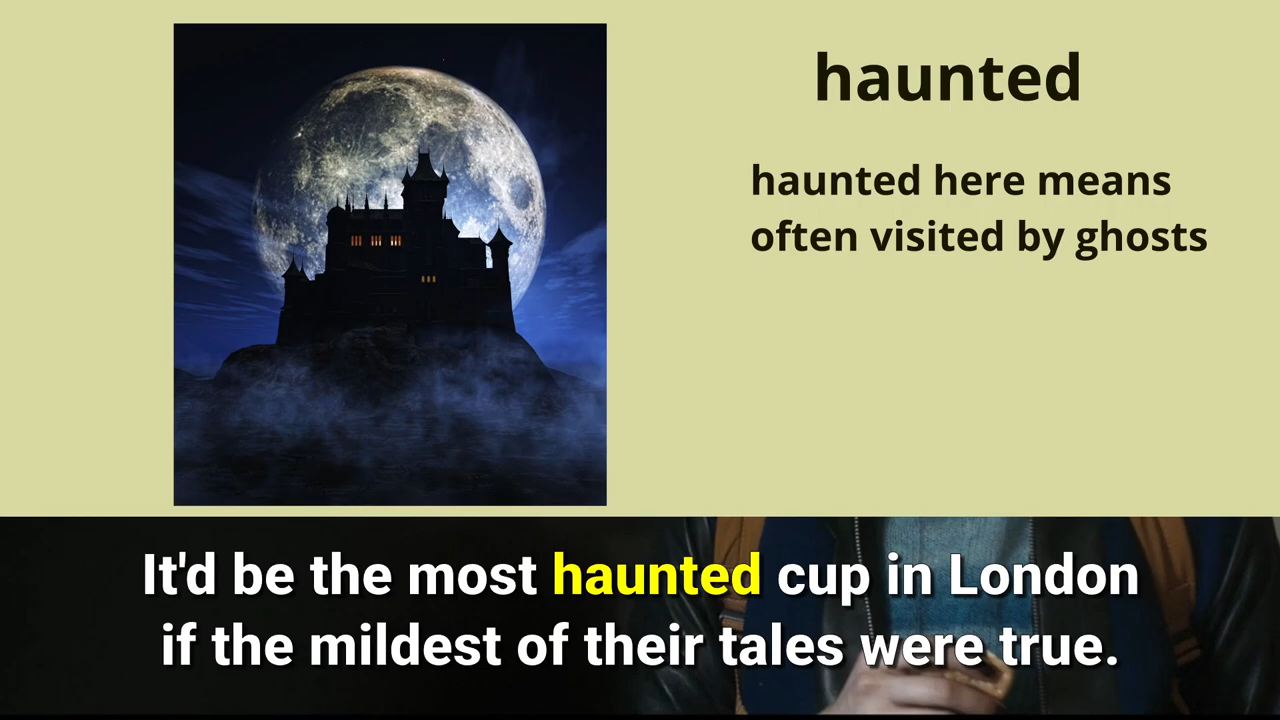 haunted
haunted here means
often visited by ghosts
It'd be the most haunted cup in London
if the mildest of their tales were true.